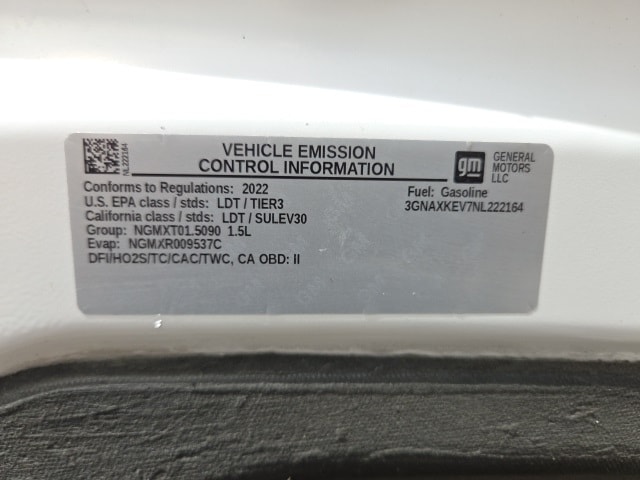 NL222164
VEHICLE EMISSION
CONTROL INFORMATION
gm
GENERAL
MOTORS
LLC
Conforms to Regulations: 2022
U.S. EPA class / stds: LDT / TIER3
California class / stds: LDT / SULEV30
Group: NGMXT01.5090 1.5L
Evap: NGMXR009537C
DFI/HO2S/TC/CAC/TWC, CA OBD: II
Fuel: Gasoline
3GNAXKEV7NL222164